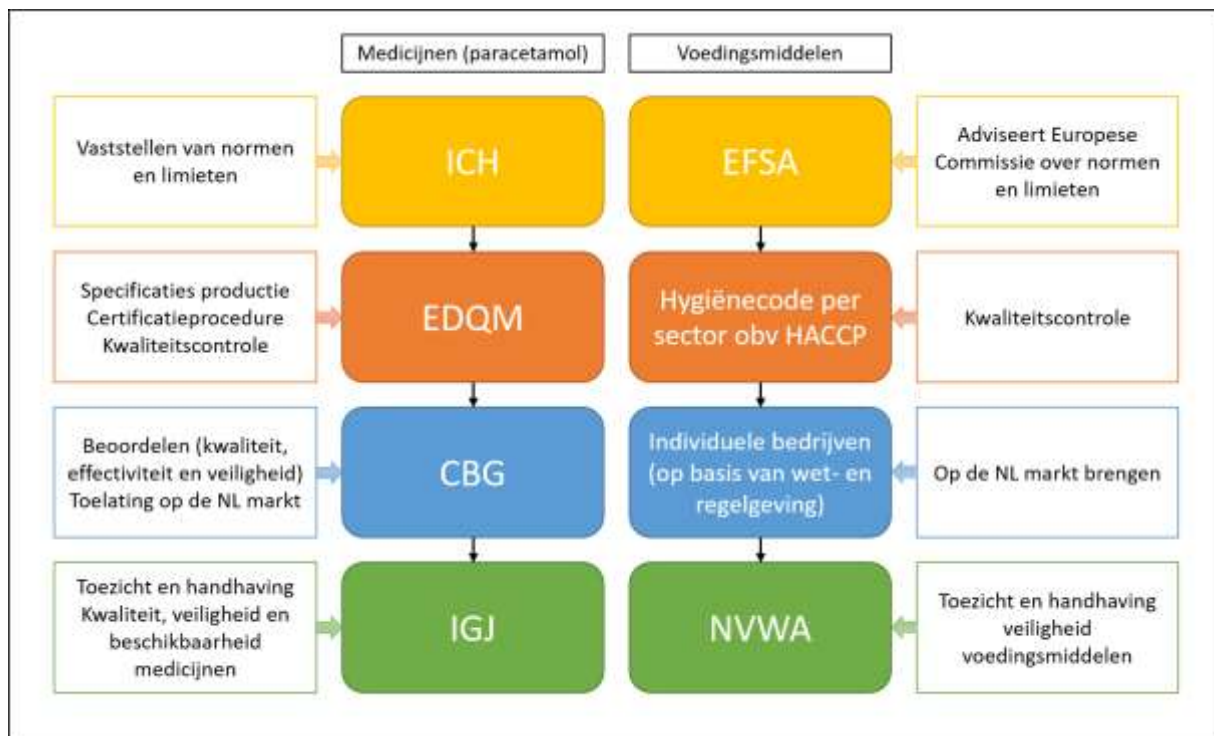 Medicijnen (paracetamol)
Voedingsmiddelen
Vaststellen van normen
en limieten
ICH
EFSA
Adviseert Europese
Commissie over normen
en limieten
Specificaties productie
Certificatieprocedure
Kwaliteitscontrole
EDQM
Hygiënecode per
sector obv HACCP
Kwaliteitscontrole
Beoordelen (kwaliteit,
effectiviteit en veiligheid)
Toelating op de NL markt
CBG
Individuele bedrijven
(op basis van wet- en
regelgeving)
Op de NL markt brengen
Toezicht en handhaving
Kwaliteit, veiligheid en
beschikbaarheid
medicijnen
IGJ
NVWA
Toezicht en handhaving
veiligheid
voedingsmiddelen